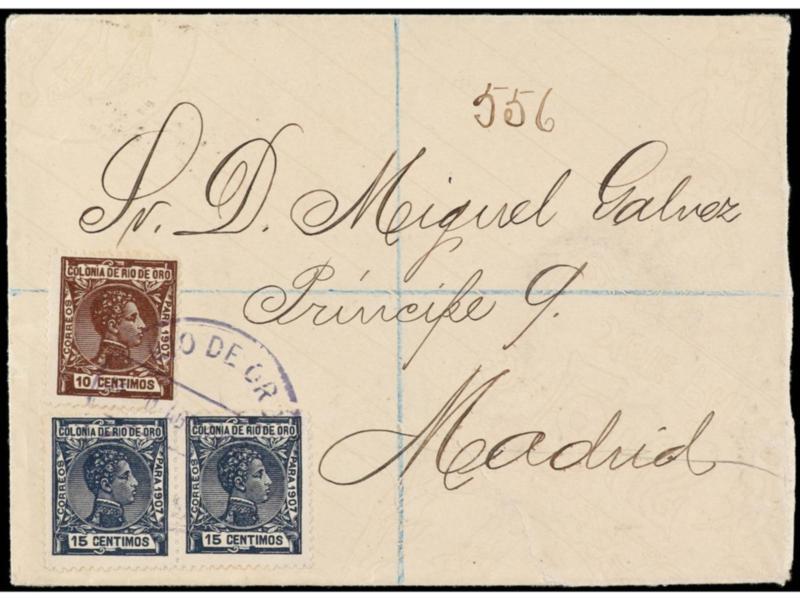 556
Sr. D. Miguel Galvez
Príncipe 9.
Madrid
COLONIA DE RIO DE ORO
CORREOS
PARA 1907
10 CENTIMOS
O DE OR
COLONIA DE RIO DE ORO
CORREOS
PARA 1907
15 CENTIMOS
COLONIA DE RIO DE ORO
CORREOS
PARA 1907
15 CENTIMOS